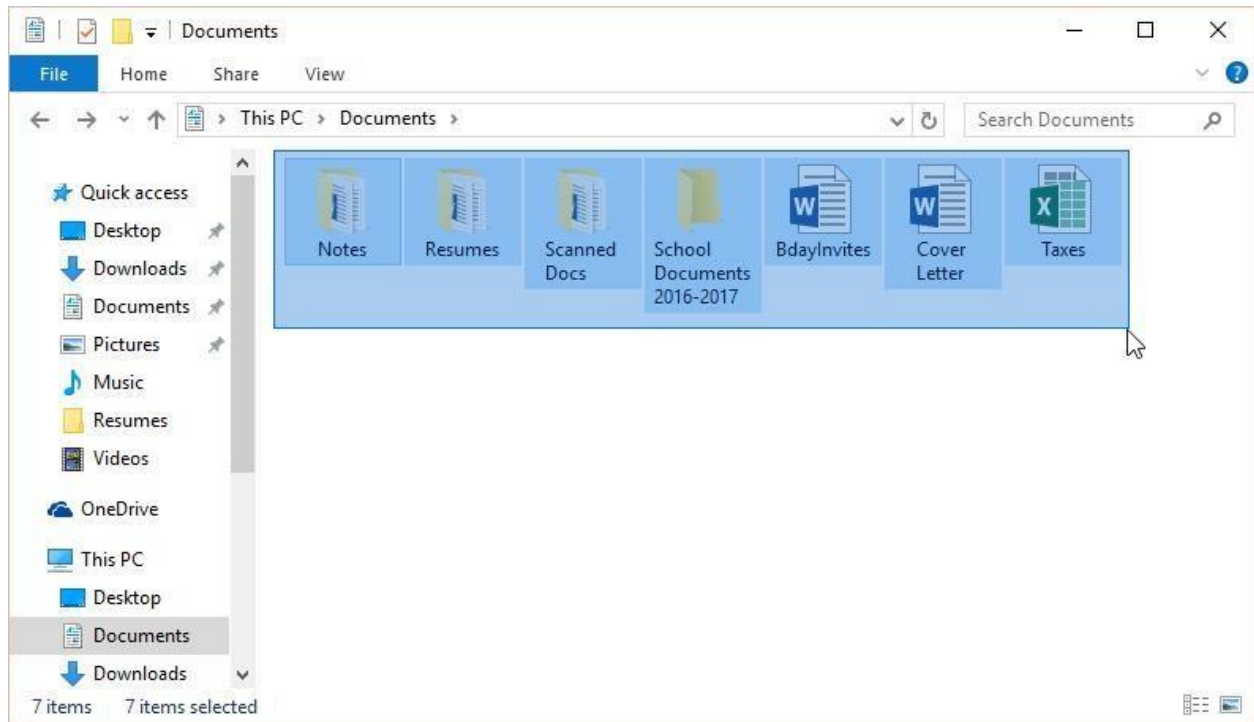 Documents
File Home Share View
This PC Documents
Search Documents
Quick access
Desktop
Downloads
Documents
Pictures
Music
Resumes
Videos
OneDrive
This PC
Desktop
Documents
Downloads
Notes
Resumes
Scanned
Docs
School
Documents
2016-2017
W
BdayInvites
W
Cover
Letter
X
Taxes
7 items 7 items selected